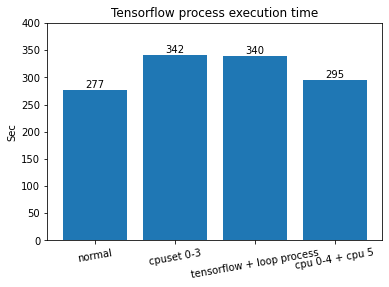 Tensorflow process execution time
400
350
300
250
200
150
100
50
0
Sec
277
342
340
295
normal
cpuset 0-3
tensorflow + loop process
cpu 0-4 + cpu 5